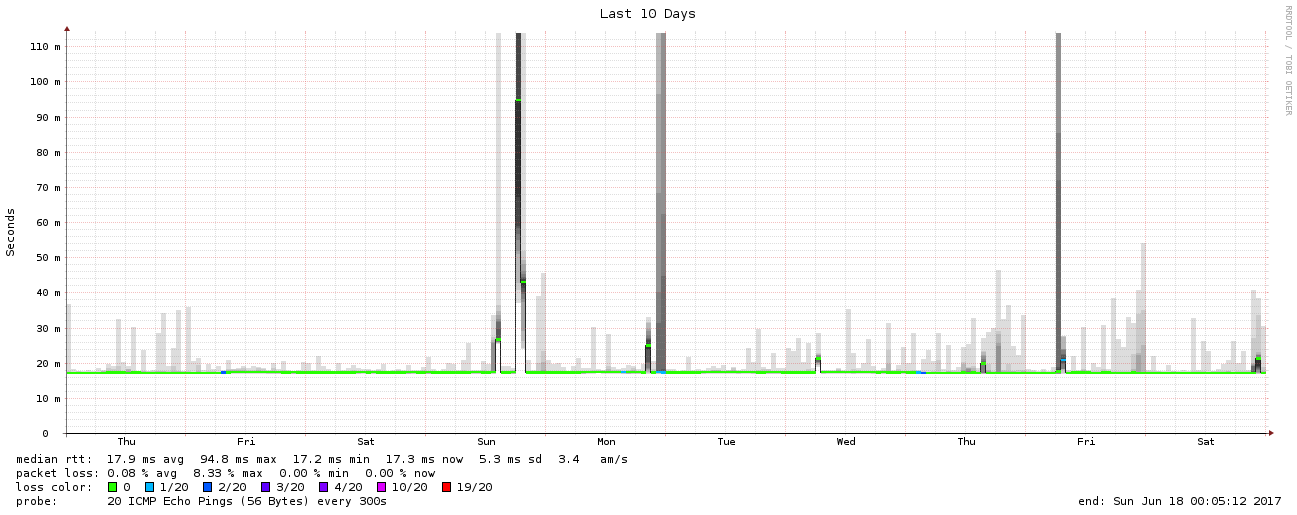 Last 10 Days
RRDTOOL / TOBI OETIKER
Seconds
110 m
100 m
90 m
80 m
70 m
60 m
50 m
40 m
30 m
20 m
10 m
0
Thu Fri Sat Sun Mon Tue Wed Thu Fri Sat
median rtt: 17.9 ms avg 94.8 ms max 17.2 ms min 17.3 ms now 5.3 ms sd 3.4 am/s
packet loss: 0.08 % avg 8.33 % max 0.00 % min 0.00 % now
loss color: 0 1/20 2/20 3/20 4/20 10/20 19/20
probe: 20 ICMP Echo Pings (56 Bytes) every 300s end: Sun Jun 18 00:05:12 2017